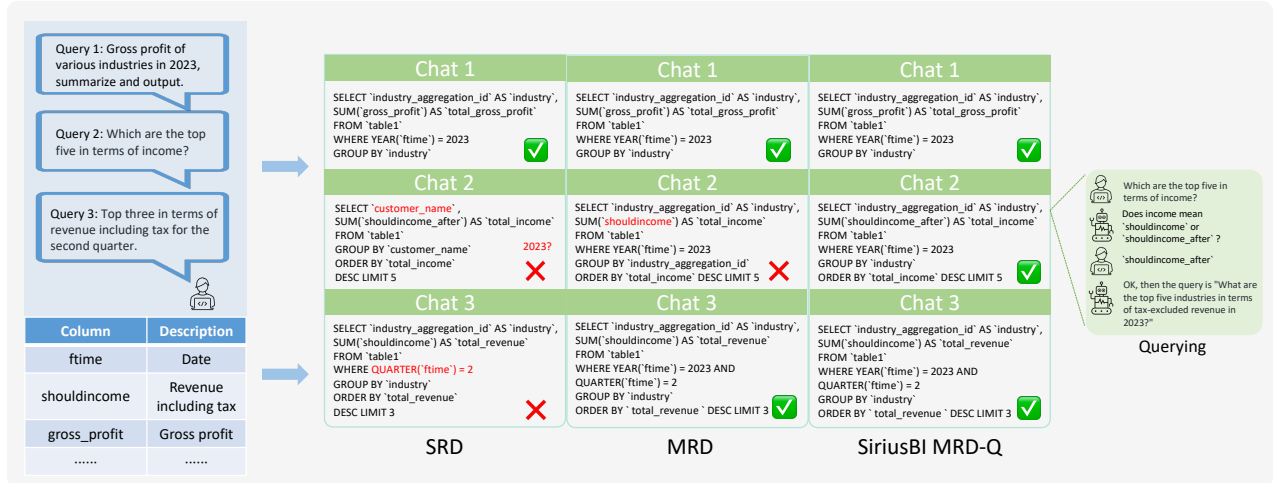 Query 1: Gross profit of
various industries in 2023,
summarize and output.
Query 2: Which are the top
five in terms of income?
Query 3: Top three in terms of
revenue including tax for the
second quarter.
Column Description
ftime Date
shouldincome Revenue
including tax
gross_profit Gross profit
...... ......
Chat 1
SELECT `industry_aggregation_id` AS `industry`,
SUM(`gross_profit`) AS `total_gross_profit`
FROM `table1`
WHERE YEAR(`ftime`) = 2023
GROUP BY `industry`
Chat 2
SELECT `customer_name` ,
SUM(`shouldincome_after`) AS `total_income`
FROM `table1`
GROUP BY `customer_name` 2023?
ORDER BY `total_income`
DESC LIMIT 5
Chat 3
SELECT `industry_aggregation_id` AS `industry`,
SUM(`shouldincome`) AS `total_revenue`
FROM `table1`
WHERE QUARTER(`ftime`) = 2
GROUP BY `industry`
ORDER BY `total_revenue`
DESC LIMIT 3
SRD
Chat 1
SELECT `industry_aggregation_id` AS `industry`,
SUM(`gross_profit`) AS `total_gross_profit`
FROM `table1`
WHERE YEAR(`ftime`) = 2023
GROUP BY `industry`
Chat 2
SELECT `industry_aggregation_id` AS `industry`,
SUM(`shouldincome`) AS `total_income`
FROM `table1`
WHERE YEAR(`ftime`) = 2023
GROUP BY `industry_aggregation_id`
ORDER BY `total_income` DESC LIMIT 5
Chat 3
SELECT `industry_aggregation_id` AS `industry`,
SUM(`shouldincome`) AS `total_revenue`
FROM `table1`
WHERE YEAR(`ftime`) = 2023 AND
QUARTER(`ftime`) = 2
GROUP BY `industry`
ORDER BY ` total_revenue ` DESC LIMIT 3
MRD
Chat 1
SELECT `industry_aggregation_id` AS `industry`,
SUM(`gross_profit`) AS `total_gross_profit`
FROM `table1`
WHERE YEAR(`ftime`) = 2023
GROUP BY `industry`
Chat 2
SELECT `industry_aggregation_id` AS `industry`,
SUM(`shouldincome_after`) AS `total_income`
FROM `table1`
WHERE YEAR(`ftime`) = 2023
GROUP BY `industry`
ORDER BY `total_income` DESC LIMIT 5
Chat 3
SELECT `industry_aggregation_id` AS `industry`,
SUM(`shouldincome`) AS `total_revenue`
FROM `table1`
WHERE YEAR(`ftime`) = 2023 AND
QUARTER(`ftime`) = 2
GROUP BY `industry`
ORDER BY ` total_revenue ` DESC LIMIT 3
SiriusBI MRD-Q
Which are the top five in
terms of income?
Does income mean
`shouldincome` or
`shouldincome_after` ?
`shouldincome_after`
OK, then the query is "What are
the top five industries in terms
of tax-excluded revenue in
2023?"
Querying